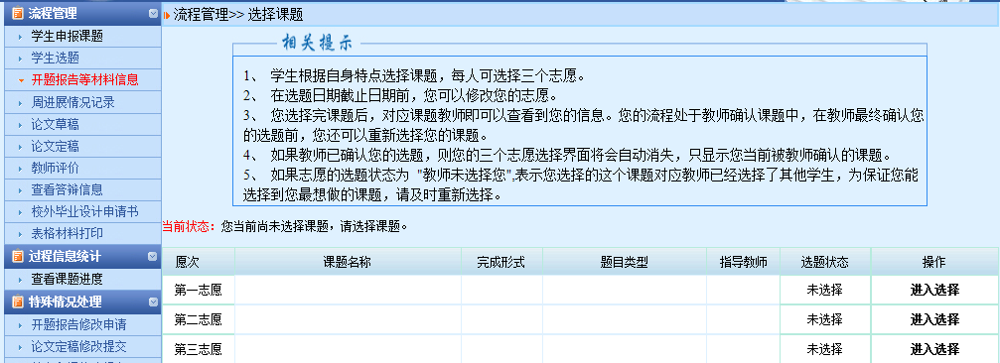 流程管理
学生申报课题
学生选题
开题报告等材料信息
周进展情况记录
论文草稿
论文定稿
教师评价
查看答辩信息
校外毕业设计申请书
表格材料打印
过程信息统计
查看课题进度
特殊情况处理
开题报告修改申请
论文定稿修改提交
流程管理>> 选择课题
相关提示
1、 学生根据自身特点选择课题，每人可选择三个志愿。
2、 在选题日期截止日期前，您可以修改您的志愿。
3、 您选择完课题后，对应课题教师即可以查看到您的信息。您的流程处于教师确认课题中，在教师最终确认您
的选题前，您还可以重新选择您的课题。
4、 如果教师已确认您的选题，则您的三个志愿选择界面将会自动消失，只显示您当前被教师确认的课题。
5、 如果志愿的选题状态为 "教师未选择您",表示您选择的这个课题对应教师已经选择了其他学生，为保证您能
选择到您最想做的课题，请及时重新选择。
当前状态：您当前尚未选择课题，请选择课题。
愿次 课题名称 完成形式 题目类型 指导教师 选题状态 操作
第一志愿 未选择 进入选择
第二志愿 未选择 进入选择
第三志愿 未选择 进入选择